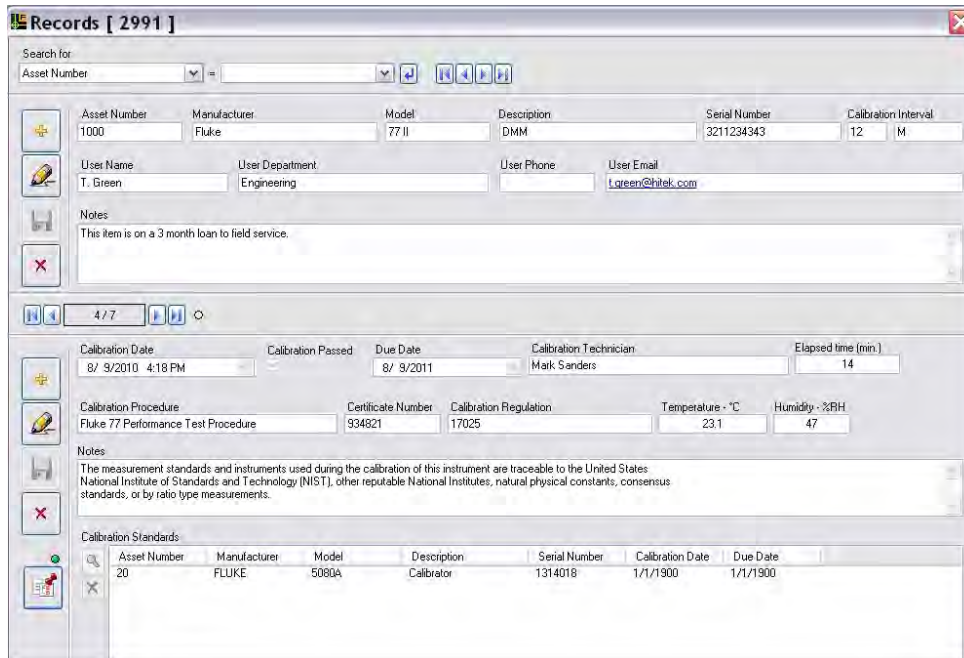 Records [ 2991 ]
Search for
Asset Number =
Asset Number Manufacturer Model Description Serial Number Calibration Interval
1000 Fluke 77 II DMM 3211234343 12 M
User Name User Department User Phone User Email
T. Green Engineering t.green@hitek.com
Notes
This item is on a 3 month loan to field service.
4 / 7
Calibration Date Calibration Passed Due Date Calibration Technician Elapsed time (min.)
8/ 9/2010 4:18 PM 8/ 9/2011 Mark Sanders 14
Calibration Procedure Certificate Number Calibration Regulation Temperature - °C Humidity - %RH
Fluke 77 Performance Test Procedure 934821 17025 23.1 47
Notes
The measurement standards and instruments used during the calibration of this instrument are traceable to the United States
National Institute of Standards and Technology (NIST), other reputable National Institutes, natural physical constants, consensus
standards, or by ratio type measurements.
Calibration Standards
Asset Number Manufacturer Model Description Serial Number Calibration Date Due Date
20 FLUKE 5080A Calibrator 1314018 1/1/1900 1/1/1900